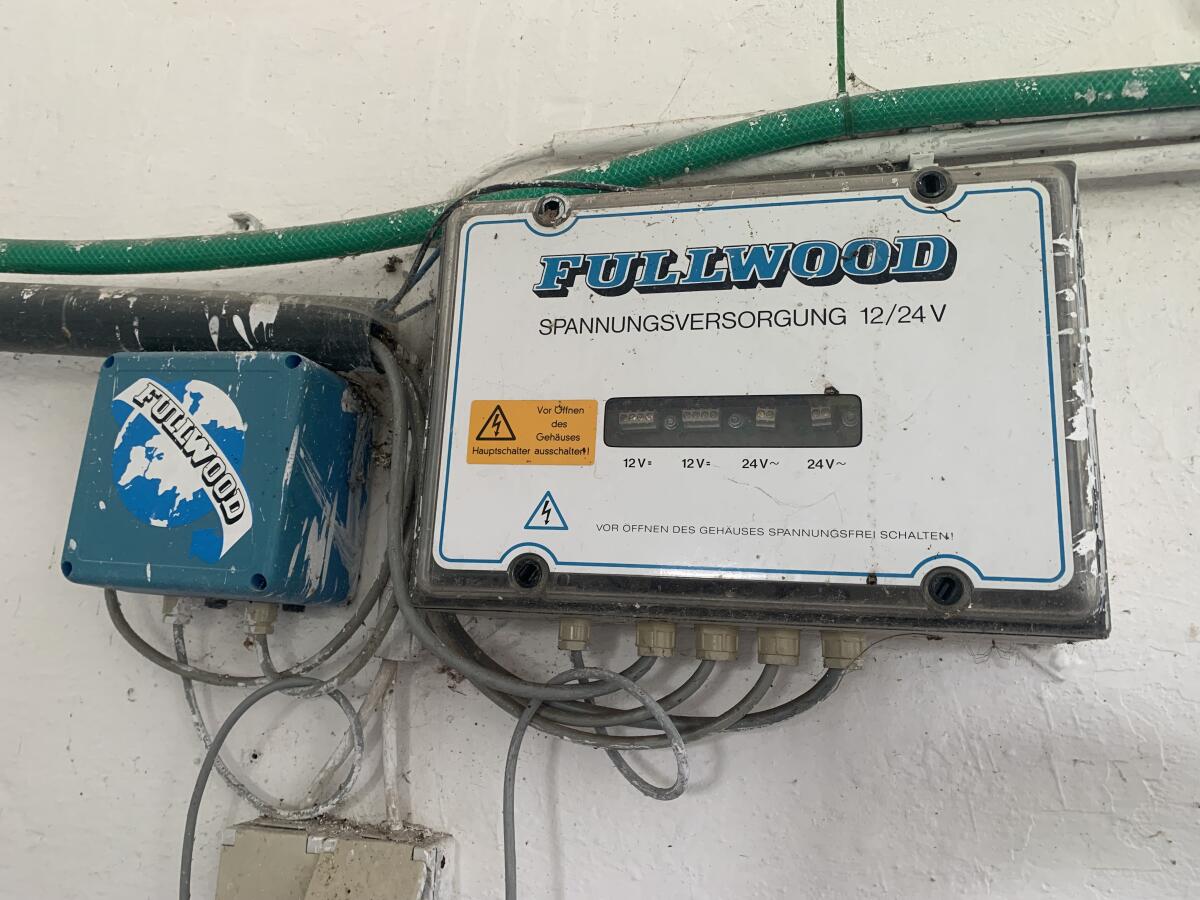 FULLWOOD
FULLWOOD
SPANNUNGSVERSORGUNG 12/24 V
Vor Öffnen
des
Gehäuses
Hauptschalter ausschalten!
12V= 12V= 24V~ 24V~
VOR ÖFFNEN DES GEHÄUSES SPANNUNGSFREI SCHALTEN!